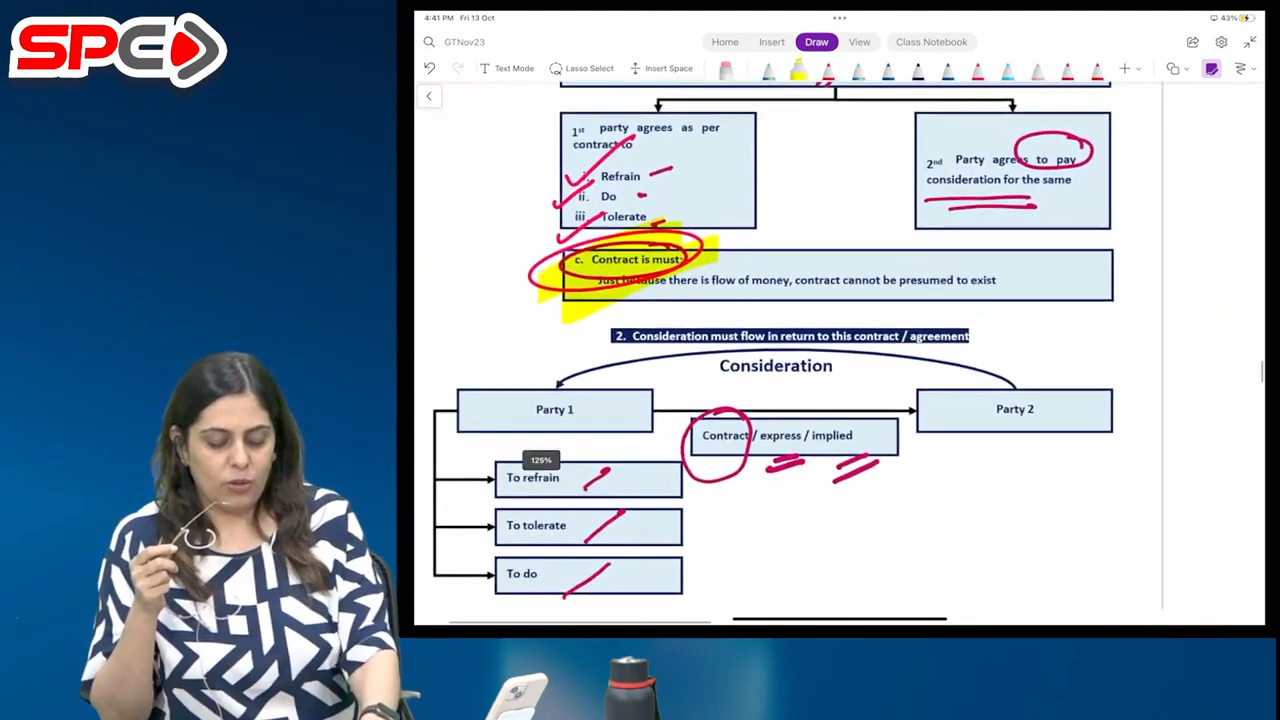 SPC
4:41 PM Fri 13 Oct
43%
GTNov23
Home Insert Draw View Class Notebook
Text Mode Lasso Select Insert Space
1st party agrees as per
contract to
i. Refrain
ii. Do
iii. Tolerate
2nd Party agrees to pay
consideration for the same
c. Contract is must:
Just because there is flow of money, contract cannot be presumed to exist
2. Consideration must flow in return to this contract / agreement
Consideration
Party 1
Party 2
Contract / express / implied
125%
To refrain
To tolerate
To do